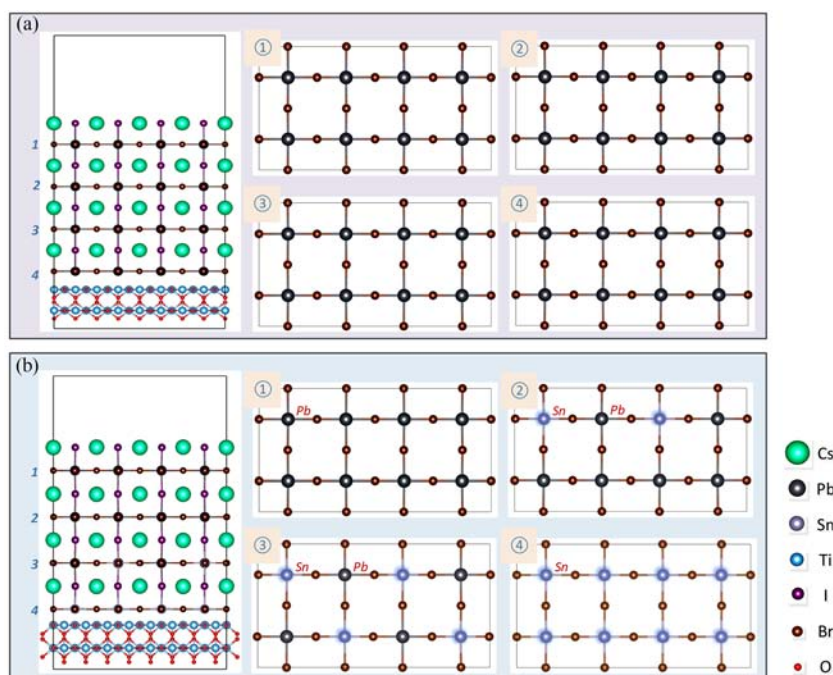 (a)
① ②
1
2
3
4
③ ④
(b)
① ②
Pb Sn Pb
1
2
3
4
③ ④
Sn Pb Sn
Cs
Pb
Sn
Ti
I
Br
O